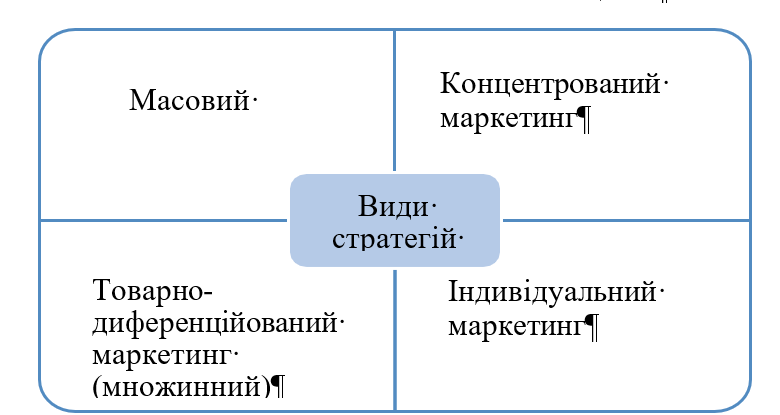 Масовий·
Концентрований·
маркетинг¶
Види·
стратегій·
Товарно-
диференційований·
маркетинг·
(множинний)¶
Індивідуальний·
маркетинг¶